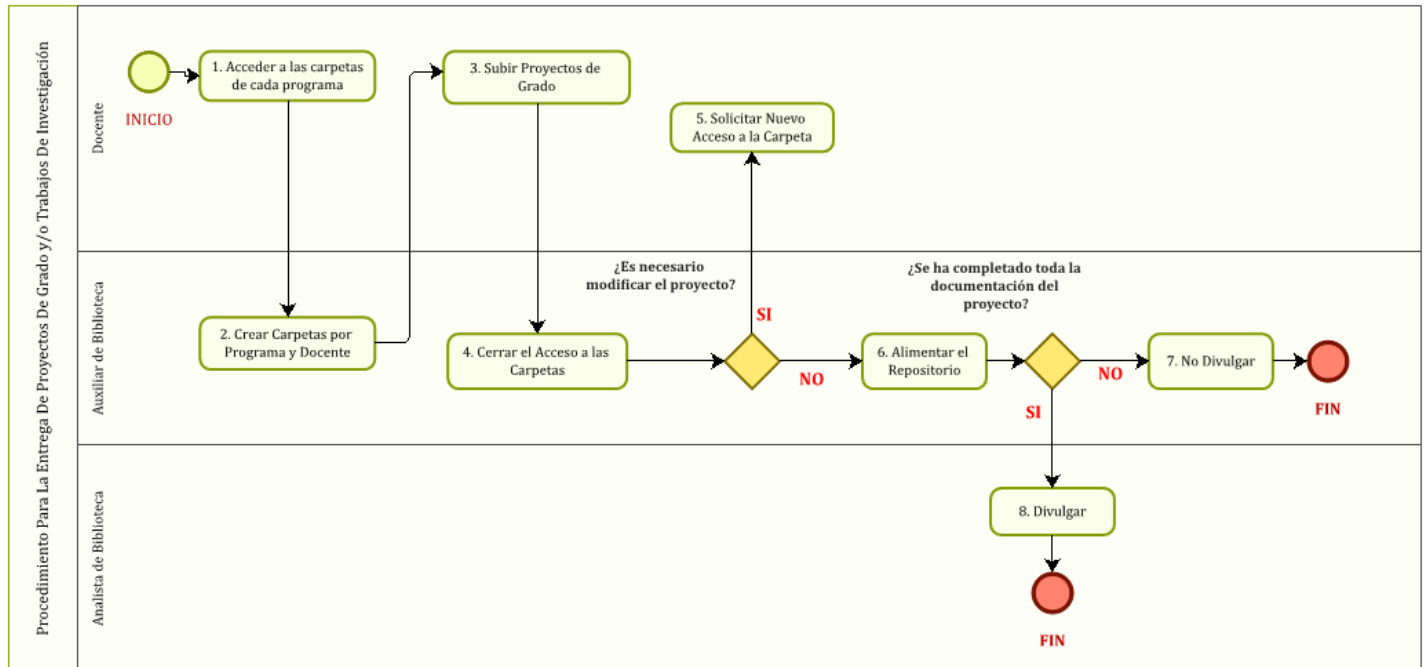 Procedimiento Para La Entrega De Proyectos De Grado y/o Trabajos De Investigación
Docente
INICIO
1. Acceder a las carpetas
de cada programa
3. Subir Proyectos de
Grado
5. Solicitar Nuevo
Acceso a la Carpeta
Auxiliar de Biblioteca
2. Crear Carpetas por
Programa y Docente
4. Cerrar el Acceso a las
Carpetas
¿Es necesario
modificar el proyecto?
SI
NO
6. Alimentar el
Repositorio
¿Se ha completado toda la
documentación del
proyecto?
NO
SI
7. No Divulgar
FIN
Analista de Biblioteca
8. Divulgar
FIN